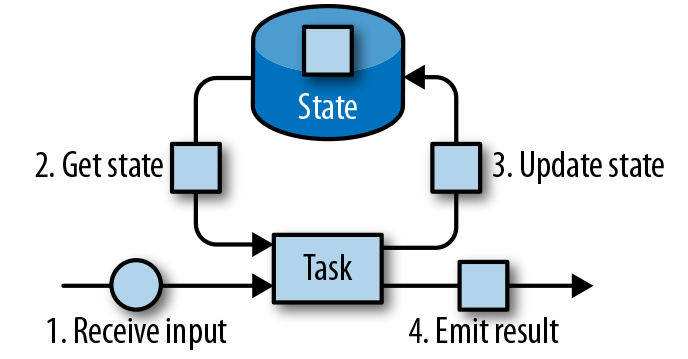 State
2. Get state
3. Update state
Task
1. Receive input
4. Emit result